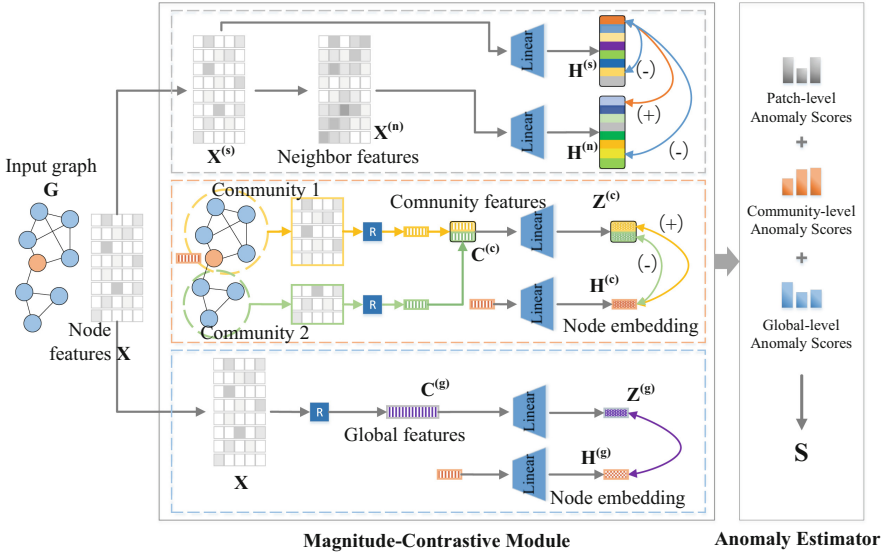 Input graph
G
Node
features X
X(s)
X(n)
Neighbor features
Linear
H(s)
(-)
Linear
H(n)
(+)
(-)
Community 1
Community 2
R
R
Community features
C(c)
Linear
Z(c)
Linear
H(c)
Node embedding
(+)
(-)
X
R
C(g)
Global features
Linear
Z(g)
Linear
H(g)
Node embedding
Magnitude-Contrastive Module
Patch-level
Anomaly Scores
+
Community-level
Anomaly Scores
+
Global-level
Anomaly Scores
S
Anomaly Estimator